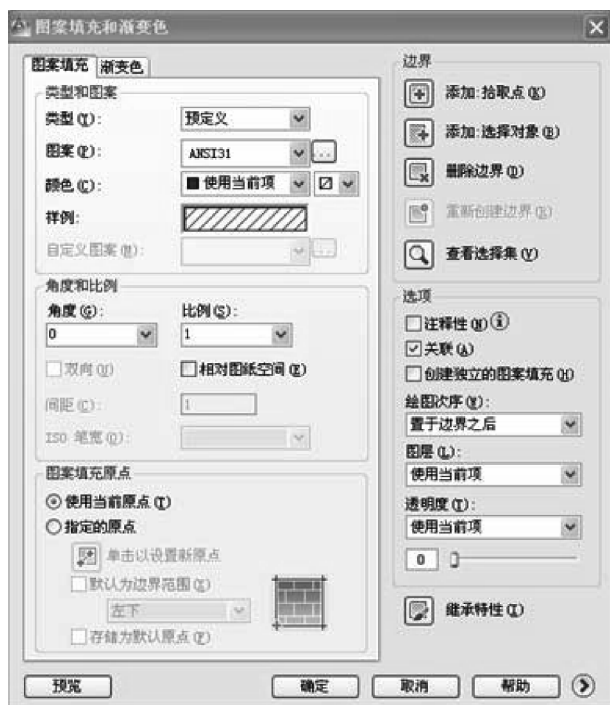 图案填充和渐变色
图案填充 渐变色
类型和图案
类型(Y):
预定义
图案(P):
ANSI31
颜色(C):
使用当前项
样例:
自定义图案(M):
角度和比例
角度(G):
比例(S):
0
1
双向(U)
相对图纸空间(E)
间距(C):
1
ISO 笔宽(O):
图案填充原点
使用当前原点(T)
指定的原点
单击以设置新原点
默认为边界范围(X)
左下
存储为默认原点(F)
预览
边界
添加:拾取点(K)
添加:选择对象(B)
删除边界(D)
重新创建边界(R)
查看选择集(V)
选项
注释性(N)
关联(A)
创建独立的图案填充(H)
绘图次序(W):
置于边界之后
图层(L):
使用当前项
透明度(T):
使用当前项
0
继承特性(I)
确定
取消
帮助